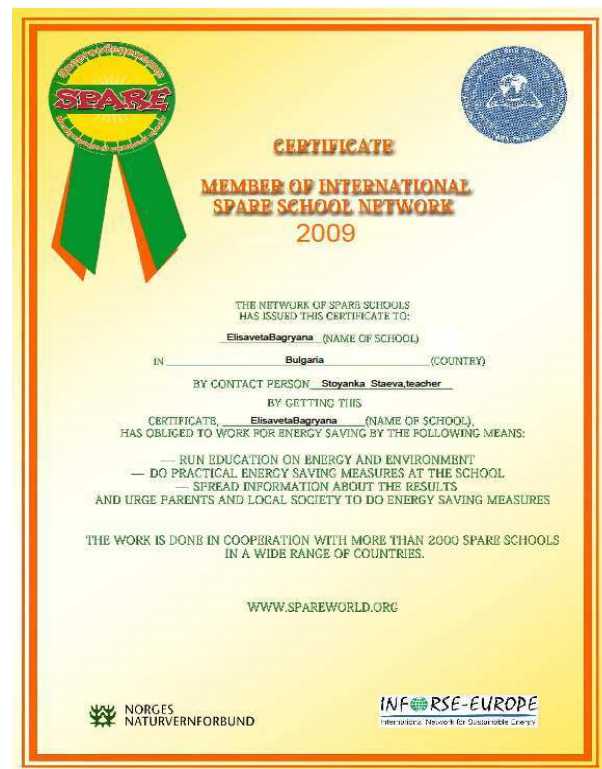 SPARE
CERTIFICATE
MEMBER OF INTERNATIONAL
SPARE SCHOOL NETWORK
2009
THE NETWORK OF SPARE SCHOOLS
HAS ISSUED THIS CERTIFICATE TO:
ElisavetaBagryana (NAME OF SCHOOL)
IN Bulgaria (COUNTRY)
BY CONTACT PERSON Stoyanka Staeva,teacher
BY GETTING THIS
CERTIFICATE, ElisavetaBagryana (NAME OF SCHOOL),
HAS OBLIGED TO WORK FOR ENERGY SAVING BY THE FOLLOWING MEANS:
— RUN EDUCATION ON ENERGY AND ENVIRONMENT
— DO PRACTICAL ENERGY SAVING MEASURES AT THE SCHOOL
— SPREAD INFORMATION ABOUT THE RESULTS
AND URGE PARENTS AND LOCAL SOCIETY TO DO ENERGY SAVING MEASURES
THE WORK IS DONE IN COOPERATION WITH MORE THAN 2000 SPARE SCHOOLS
IN A WIDE RANGE OF COUNTRIES.
WWW.SPAREWORLD.ORG
NORGES
NATURVERNFORBUND
INFORSE-EUROPE
International Network for Sustainable Energy